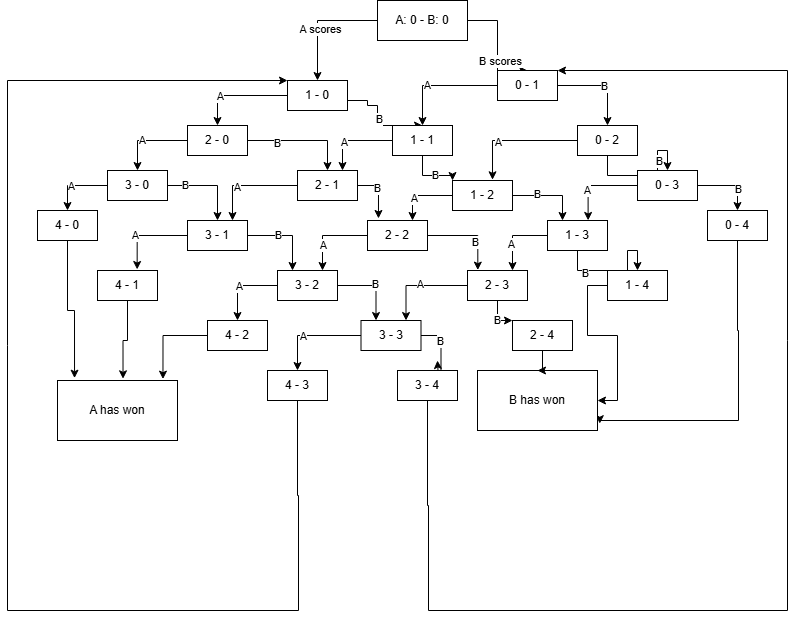 A: 0 - B: 0
A scores
B scores
0 - 1
1 - 0
A
B
A
B
A
B
2 - 0
1 - 1
0 - 2
A
B
A
B
A
B
3 - 0
2 - 1
1 - 2
0 - 3
A
B
A
B
A
B
A
B
4 - 0
3 - 1
2 - 2
1 - 3
0 - 4
A
B
A
B
A
B
4 - 1
3 - 2
2 - 3
1 - 4
A
B
A
B
4 - 2
3 - 3
2 - 4
A
B
4 - 3
3 - 4
A has won
B has won